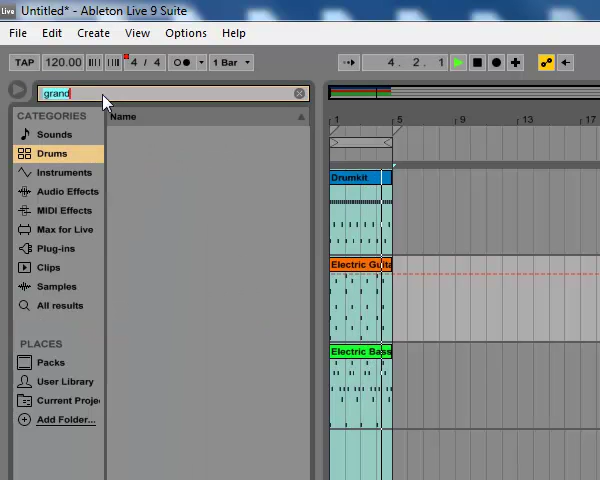 Live Untitled* - Ableton Live 9 Suite
File Edit Create View Options Help
TAP 120.00 4 / 4 1 Bar 4. 2. 1
grand
CATEGORIES
Name
Sounds
Drums
Instruments
Audio Effects
MIDI Effects
Max for Live
Plug-ins
Clips
Samples
All results
PLACES
Packs
User Library
Current Proje
Add Folder...
1 5 9 13 17
Drumkit
Electric Guita
Electric Bass